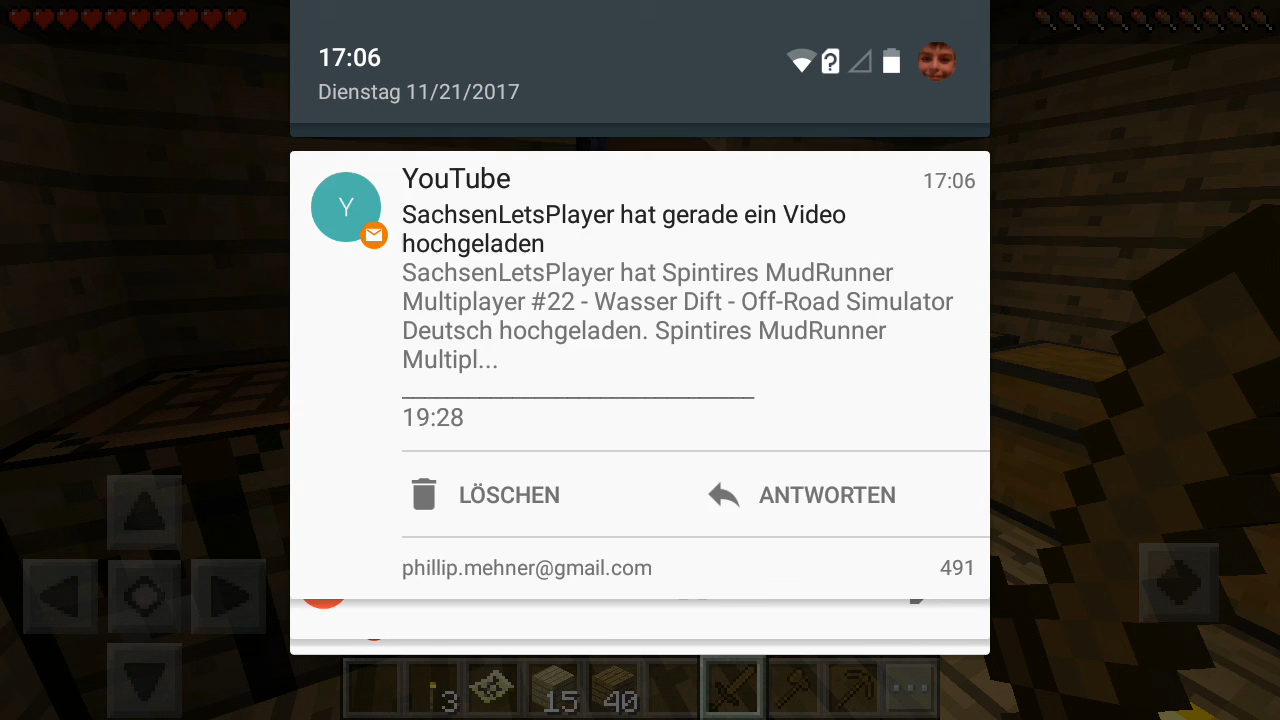 17:06
Dienstag 11/21/2017
Y
YouTube
17:06
SachsenLetsPlayer hat gerade ein Video
hochgeladen
SachsenLetsPlayer hat Spintires MudRunner
Multiplayer #22 - Wasser Dift - Off-Road Simulator
Deutsch hochgeladen. Spintires MudRunner
Multipl...
19:28
LÖSCHEN
ANTWORTEN
phillip.mehner@gmail.com
491
3
15
40